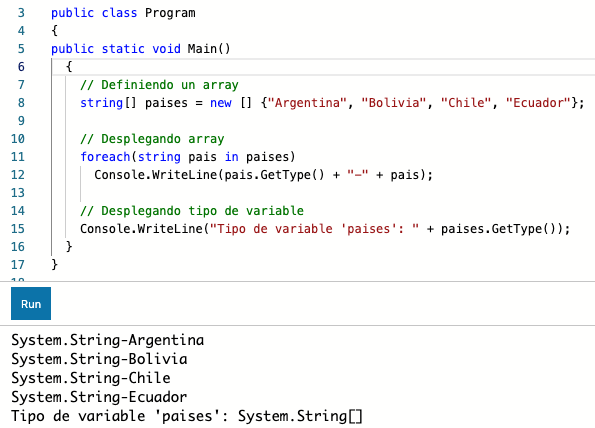 3 public class Program
4 {
5 public static void Main()
6 {
7 // Definiendo un array
8 string[] paises = new [] {"Argentina", "Bolivia", "Chile", "Ecuador"};
9
10 // Desplegando array
11 foreach(string pais in paises)
12 Console.WriteLine(pais.GetType() + "-" + pais);
13
14 // Desplegando tipo de variable
15 Console.WriteLine("Tipo de variable 'paises': " + paises.GetType());
16 }
17 }
Run
System.String-Argentina
System.String-Bolivia
System.String-Chile
System.String-Ecuador
Tipo de variable 'paises': System.String[]